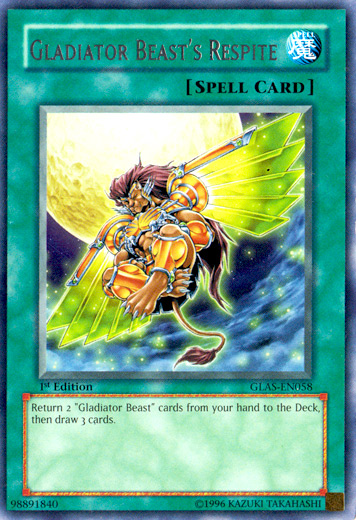 Gladiator Beast's Respite
[Spell Card]
1st Edition
GLAS-EN058
Return 2 "Gladiator Beast" cards from your hand to the Deck,
then draw 3 cards.
98891840
©1996 KAZUKI TAKAHASHI